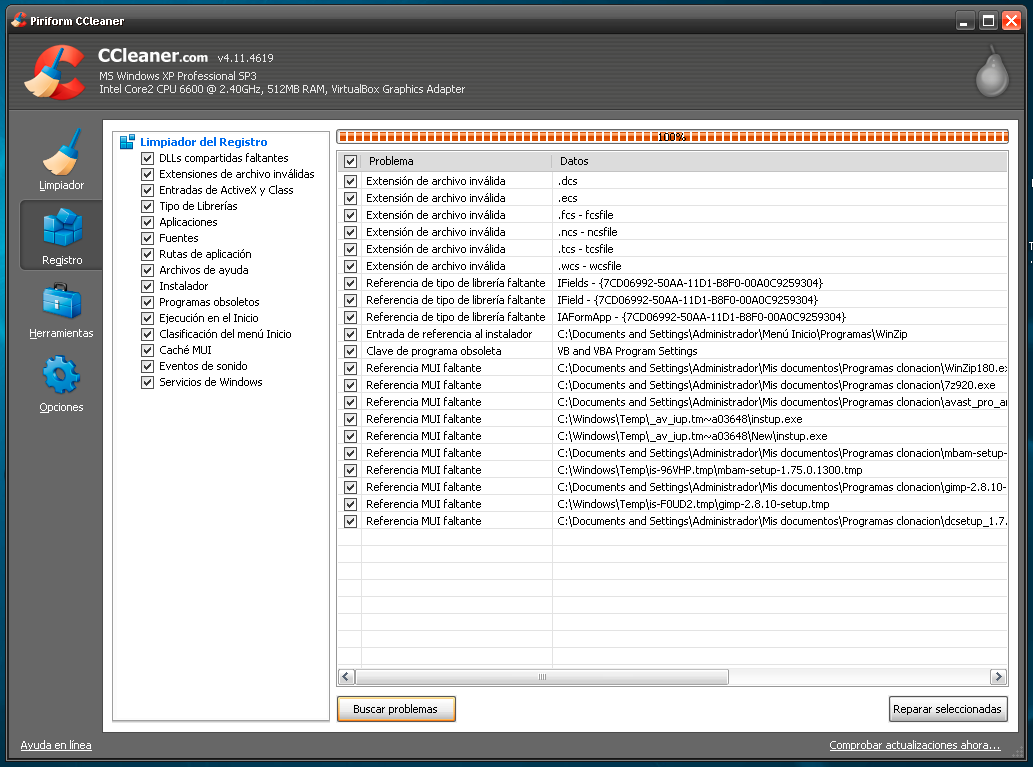 Piriform CCleaner
CCleaner.com v4.11.4619
MS Windows XP Professional SP3
Intel Core2 CPU 6600 @ 2.40GHz, 512MB RAM, VirtualBox Graphics Adapter
Limpiador
Registro
Herramientas
Opciones
Limpiador del Registro
DLLs compartidas faltantes
Extensiones de archivo inválidas
Entradas de ActiveX y Class
Tipo de Librerías
Aplicaciones
Fuentes
Rutas de aplicación
Archivos de ayuda
Instalador
Programas obsoletos
Ejecución en el Inicio
Clasificación del menú Inicio
Caché MUI
Eventos de sonido
Servicios de Windows
100%
Problema Datos
Extensión de archivo inválida .dcs
Extensión de archivo inválida .ecs
Extensión de archivo inválida .fcs - fcsfile
Extensión de archivo inválida .ncs - ncsfile
Extensión de archivo inválida .tcs - tcsfile
Extensión de archivo inválida .wcs - wcsfile
Referencia de tipo de librería faltante IFields - {7CD06992-50AA-11D1-B8F0-00A0C9259304}
Referencia de tipo de librería faltante IField - {7CD06992-50AA-11D1-B8F0-00A0C9259304}
Referencia de tipo de librería faltante IAFormApp - {7CD06992-50AA-11D1-B8F0-00A0C9259304}
Entrada de referencia al instalador C:\Documents and Settings\Administrador\Menú Inicio\Programas\WinZip
Clave de programa obsoleta VB and VBA Program Settings
Referencia MUI faltante C:\Documents and Settings\Administrador\Mis documentos\Programas clonacion\WinZip180.ex
Referencia MUI faltante C:\Documents and Settings\Administrador\Mis documentos\Programas clonacion\7z920.exe
Referencia MUI faltante C:\Documents and Settings\Administrador\Mis documentos\Programas clonacion\avast_pro_an
Referencia MUI faltante C:\Windows\Temp\_av_iup.tm~a03648\instup.exe
Referencia MUI faltante C:\Windows\Temp\_av_iup.tm~a03648\New\instup.exe
Referencia MUI faltante C:\Documents and Settings\Administrador\Mis documentos\Programas clonacion\mbam-setup-
Referencia MUI faltante C:\Windows\Temp\is-96VHP.tmp\mbam-setup-1.75.0.1300.tmp
Referencia MUI faltante C:\Documents and Settings\Administrador\Mis documentos\Programas clonacion\gimp-2.8.10-
Referencia MUI faltante C:\Windows\Temp\is-F0UD2.tmp\gimp-2.8.10-setup.tmp
Referencia MUI faltante C:\Documents and Settings\Administrador\Mis documentos\Programas clonacion\dcsetup_1.7.
Buscar problemas
Reparar seleccionadas
Ayuda en línea
Comprobar actualizaciones ahora...